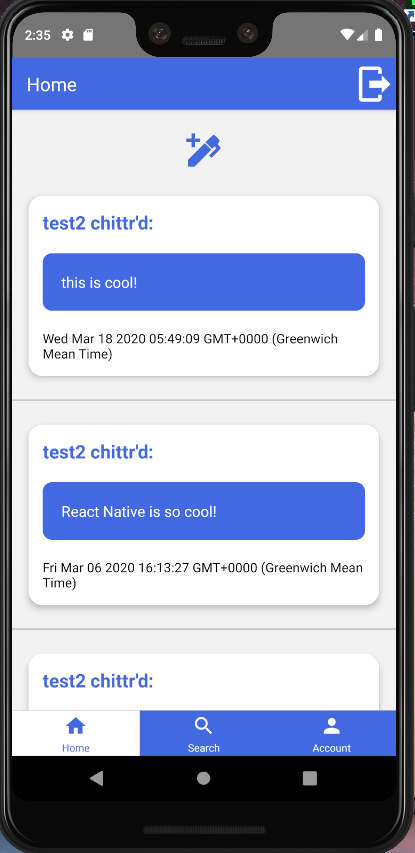 2:35
Home
test2 chittr'd:
this is cool!
Wed Mar 18 2020 05:49:09 GMT+0000 (Greenwich
Mean Time)
test2 chittr'd:
React Native is so cool!
Fri Mar 06 2020 16:13:27 GMT+0000 (Greenwich Mean
Time)
test2 chittr'd:
Home
Search
Account